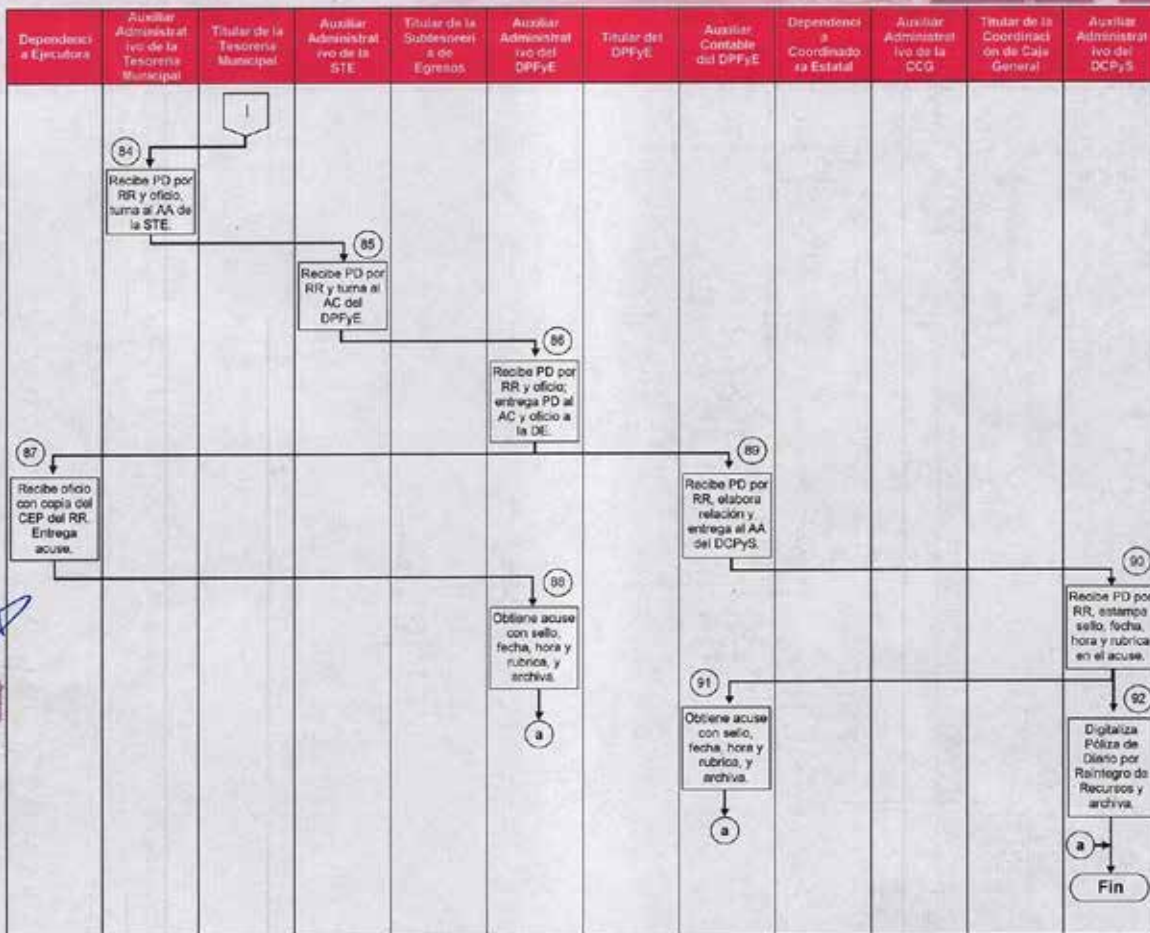 Dependenci
a Ejecutora
Auxiliar
Administrat
ivo de la
Tesorería
Municipal
Titular de la
Tesorería
Municipal
Auxiliar
Administrat
ivo de la
STE
Titular de la
Subtesoreri
a de
Egresos
Auxiliar
Administrat
ivo del
DPFyE
Titular del
DPFyE
Auxiliar
Contable
del DPFyE
Dependenci
a
Coordinado
ra Estatal
Auxiliar
Administrat
ivo de la
CCG
Titular de la
Coordinaci
ón de Caja
General
Auxiliar
Administrat
ivo del
DCPyS
I
84
Recibe PD por
RR y oficio,
turna al AA de
la STE.
85
Recibe PD por
RR y turna al
AC del
DPFyE.
86
Recibe PD por
RR y oficio;
entrega PD al
AC y oficio a
la DE.
87
Recibe oficio
con copia del
CEP del RR.
Entrega
acuse.
89
Recibe PD por
RR, elabora
relación y
entrega al AA
del DCPyS.
88
Obtiene acuse
con sello,
fecha, hora y
rubrica, y
archiva.
a
90
Recibe PD por
RR, estampa
sello, fecha,
hora y rubrica
en el acuse.
91
Obtiene acuse
con sello,
fecha, hora y
rubrica, y
archiva.
a
92
Digitaliza
Póliza de
Diario por
Reintegro de
Recursos y
archiva.
a
Fin